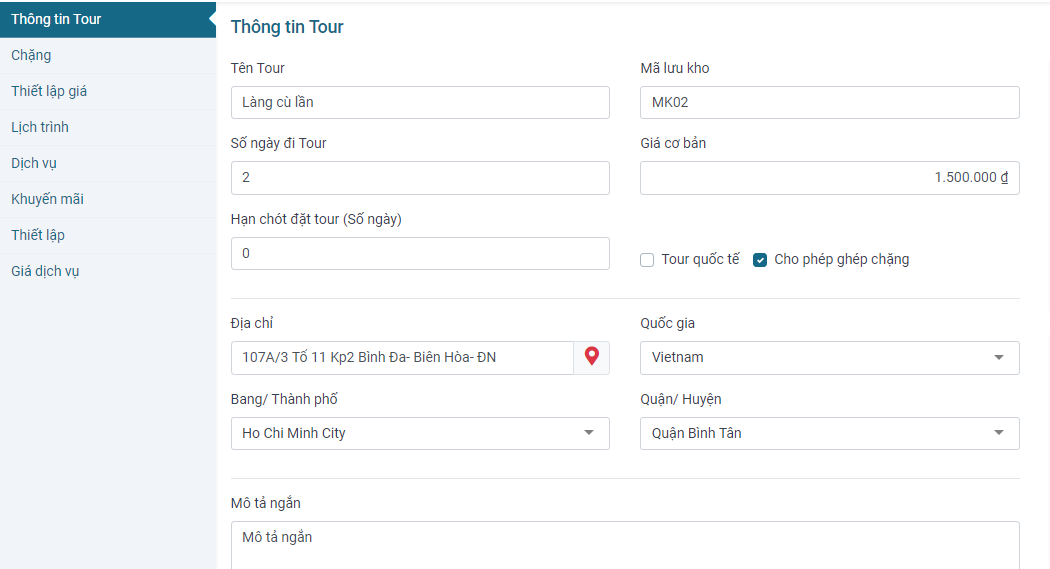 Thông tin Tour
Chặng
Thiết lập giá
Lịch trình
Dịch vụ
Khuyến mãi
Thiết lập
Giá dịch vụ
Thông tin Tour
Tên Tour
Mã lưu kho
Làng cù lần
MK02
Số ngày đi Tour
Giá cơ bản
2
1.500.000 ₫
Hạn chót đặt tour (Số ngày)
0
Tour quốc tế
Cho phép ghép chặng
Địa chỉ
Quốc gia
107A/3 Tổ 11 Kp2 Bình Đa- Biên Hòa- ĐN
Vietnam
Bang/ Thành phố
Quận/ Huyện
Ho Chi Minh City
Quận Bình Tân
Mô tả ngắn
Mô tả ngắn